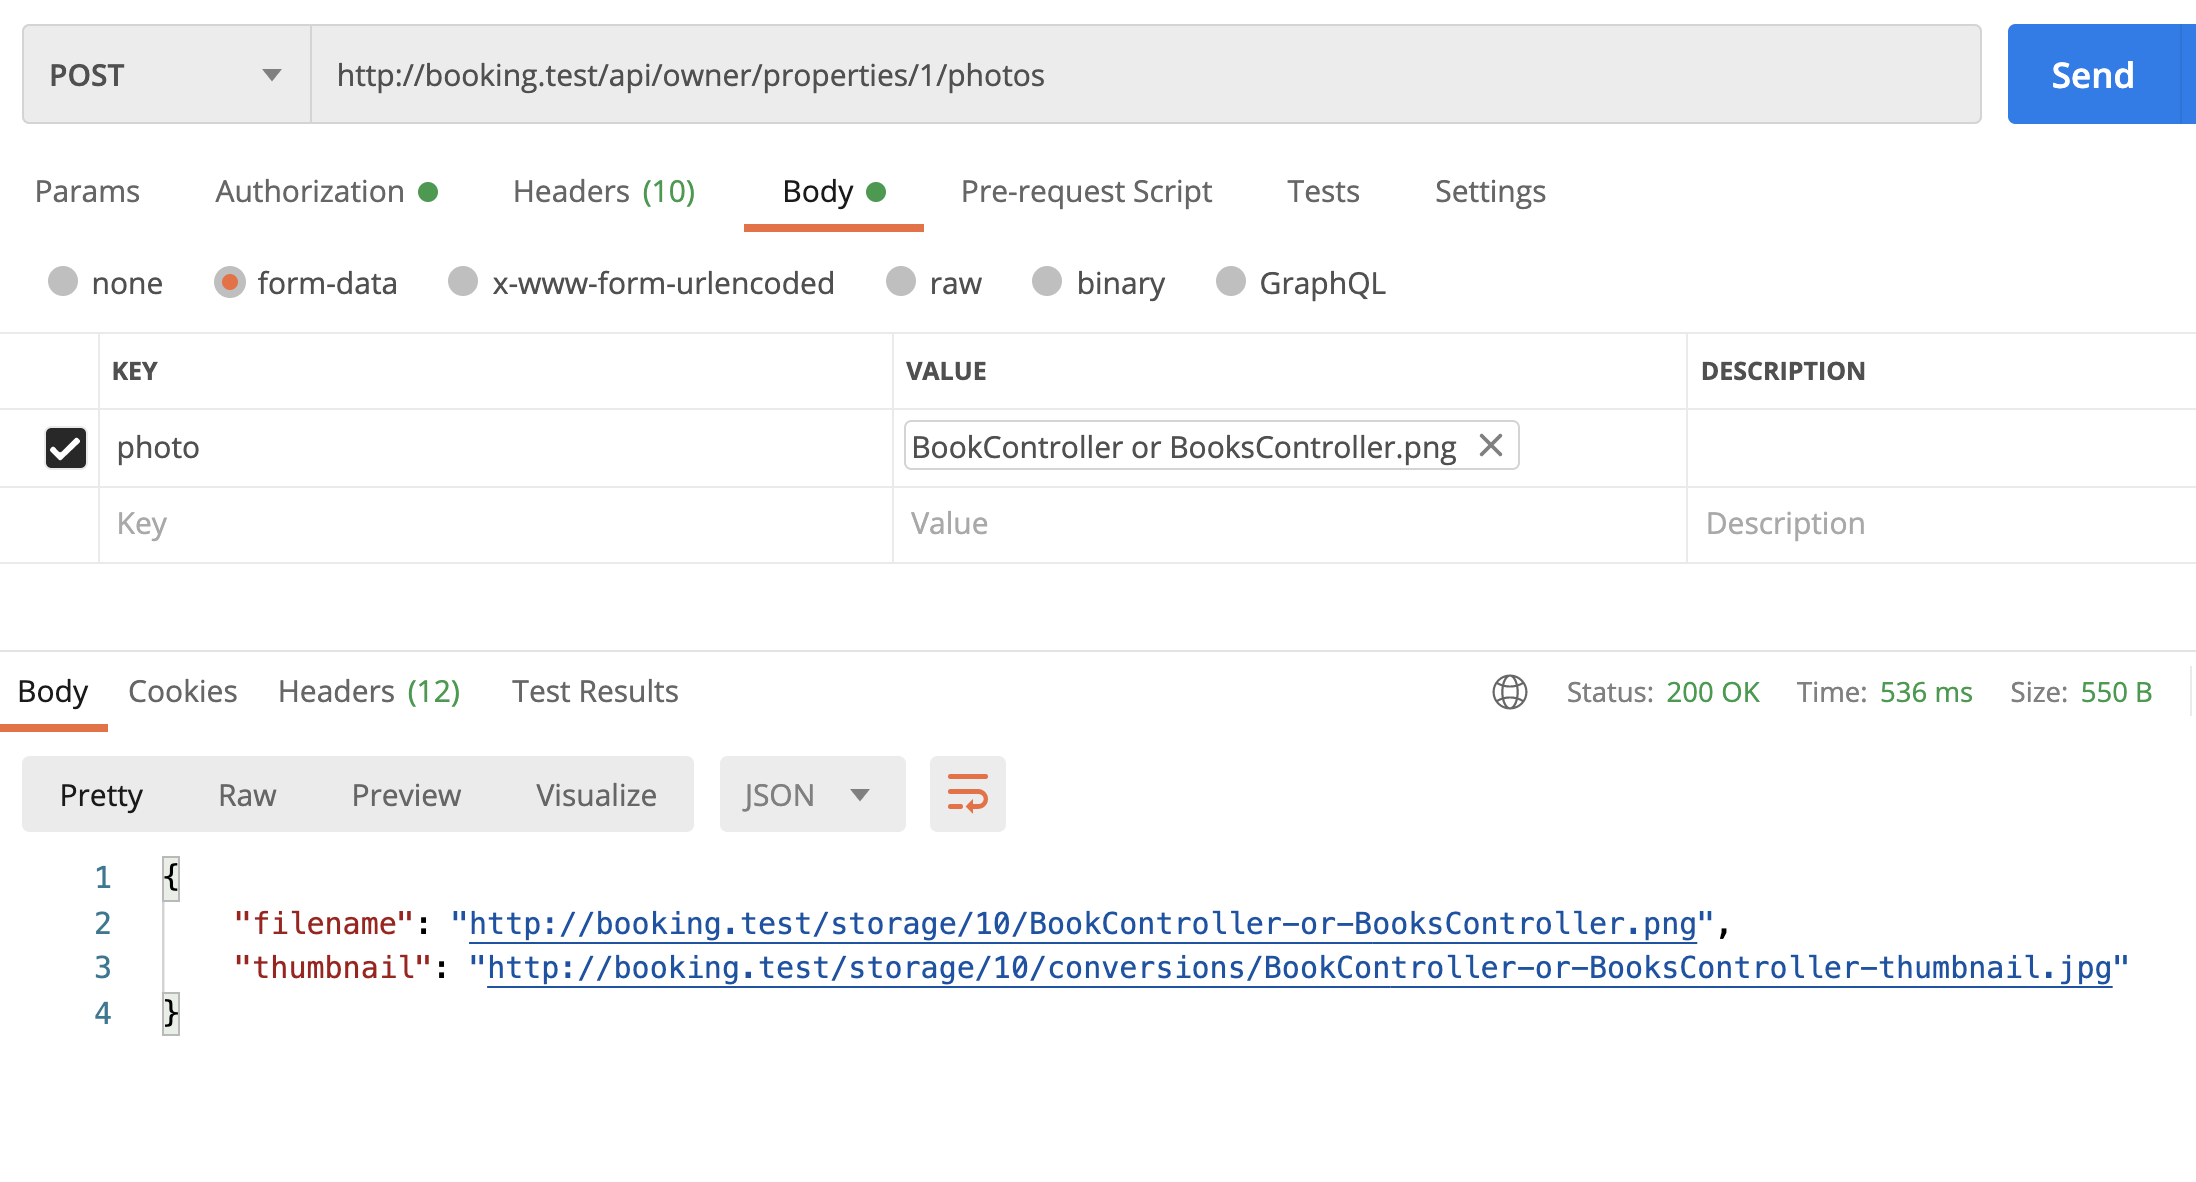 POST http://booking.test/api/owner/properties/1/photos Send
Params Authorization Headers (10) Body Pre-request Script Tests Settings
none form-data x-www-form-urlencoded raw binary GraphQL
KEY VALUE DESCRIPTION
photo BookController or BooksController.png
Key Value Description
Body Cookies Headers (12) Test Results Status: 200 OK Time: 536 ms Size: 550 B
Pretty Raw Preview Visualize JSON
1 {
2 "filename": "http://booking.test/storage/10/BookController-or-BooksController.png",
3 "thumbnail": "http://booking.test/storage/10/conversions/BookController-or-BooksController-thumbnail.jpg"
4 }